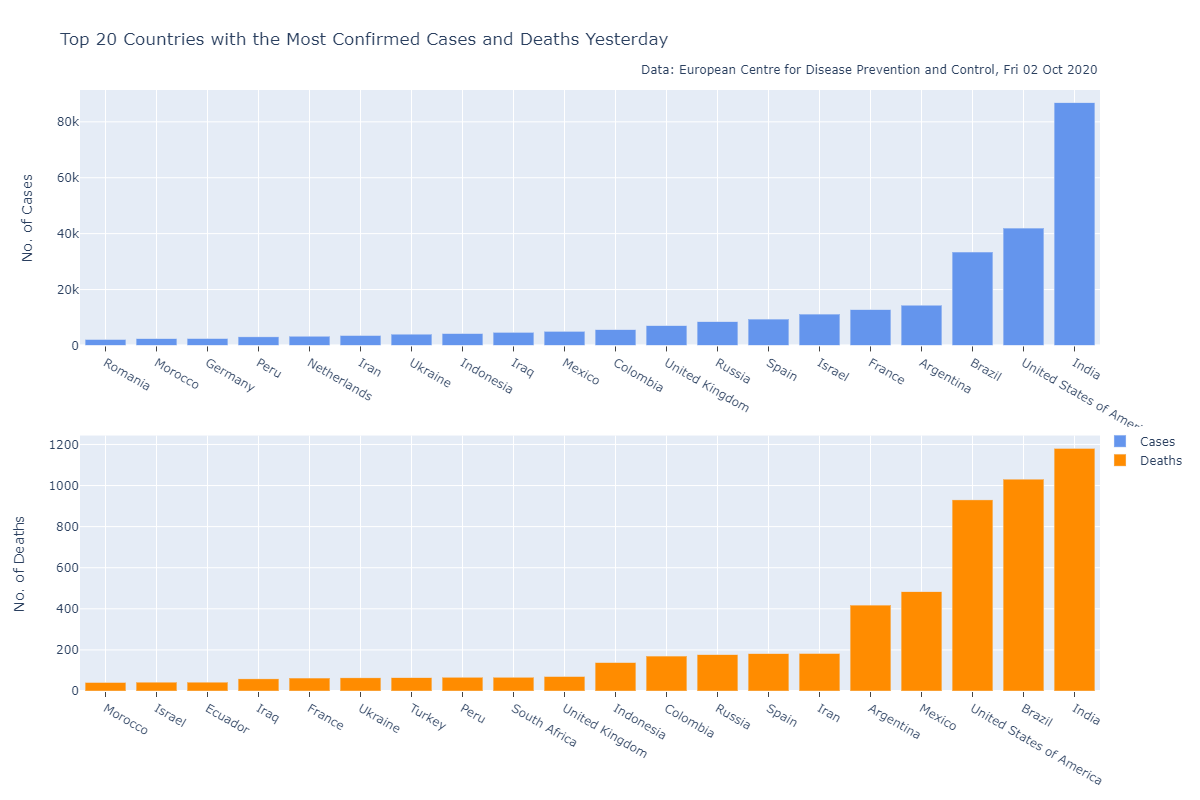 Top 20 Countries with the Most Confirmed Cases and Deaths Yesterday
Data: European Centre for Disease Prevention and Control, Fri 02 Oct 2020
No. of Cases
80k
60k
40k
20k
0
Romania
Morocco
Germany
Peru
Netherlands
Iran
Ukraine
Indonesia
Iraq
Mexico
Colombia
United Kingdom
Russia
Spain
Israel
France
Argentina
Brazil
United States of Ameri
India
Cases
Deaths
No. of Deaths
1200
1000
800
600
400
200
0
Morocco
Israel
Ecuador
Iraq
France
Ukraine
Turkey
Peru
South Africa
United Kingdom
Indonesia
Colombia
Russia
Spain
Iran
Argentina
Mexico
United States of America
Brazil
India